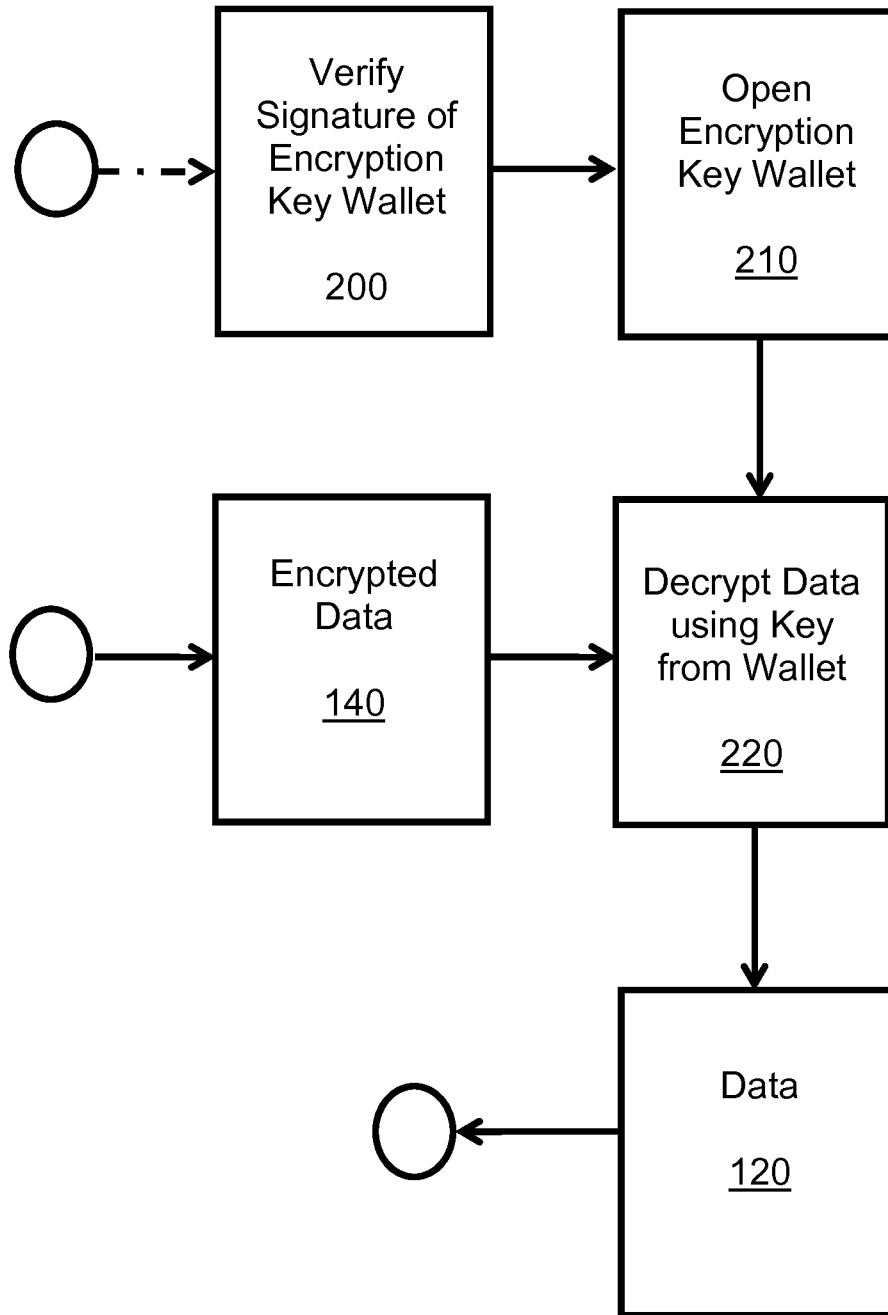 Verify
Signature of
Encryption
Key Wallet
200
Open
Encryption
Key Wallet
210
Encrypted
Data
140
Decrypt Data
using Key
from Wallet
220
Data
120